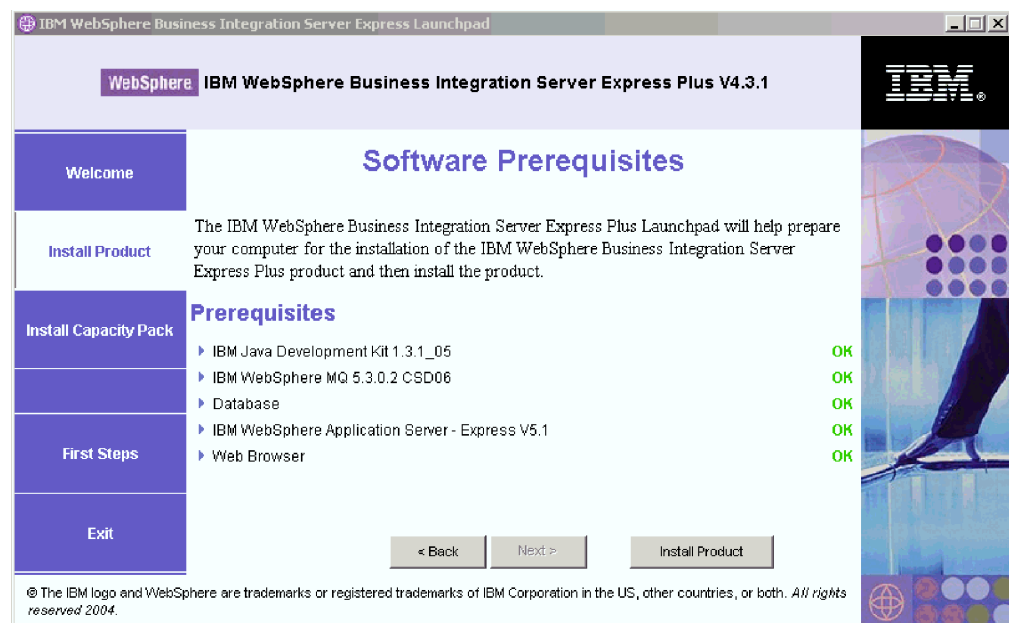 IBM WebSphere Business Integration Server Express Launchpad
WebSphere IBM WebSphere Business Integration Server Express Plus V4.3.1
IBM®
Welcome
Install Product
Install Capacity Pack
First Steps
Exit
Software Prerequisites
The IBM WebSphere Business Integration Server Express Plus Launchpad will help prepare
your computer for the installation of the IBM WebSphere Business Integration Server
Express Plus product and then install the product.
Prerequisites
IBM Java Development Kit 1.3.1_05 OK
IBM WebSphere MQ 5.3.0.2 CSD06 OK
Database OK
IBM WebSphere Application Server - Express V5.1 OK
Web Browser OK
< Back Next > Install Product
© The IBM logo and WebSphere are trademarks or registered trademarks of IBM Corporation in the US, other countries, or both. All rights
reserved 2004.